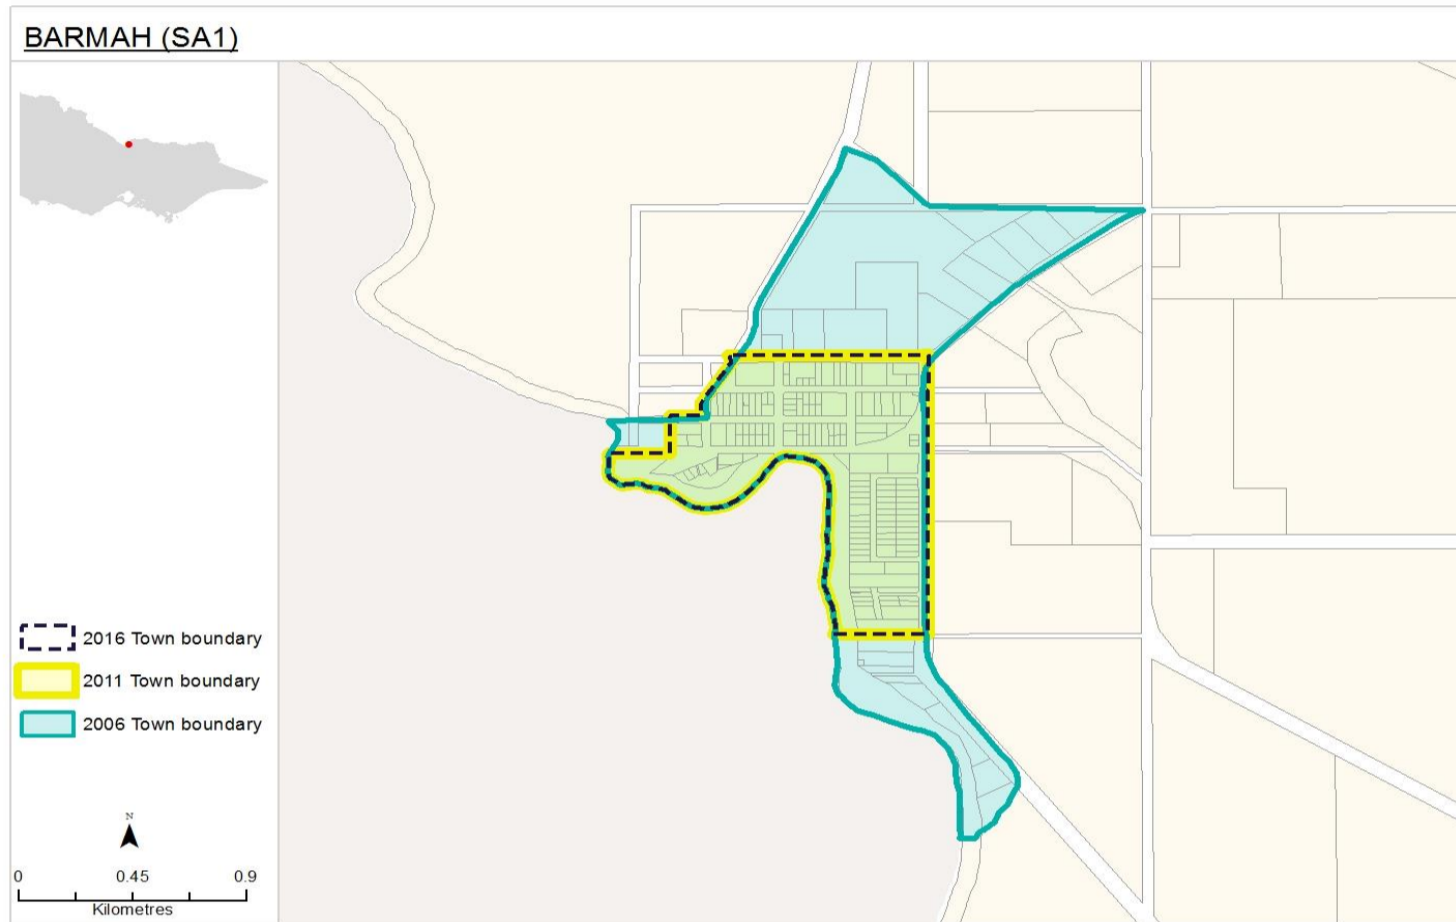 BARMAH (SA1)
2016 Town boundary
2011 Town boundary
2006 Town boundary
N
0 0.45 0.9
Kilometres